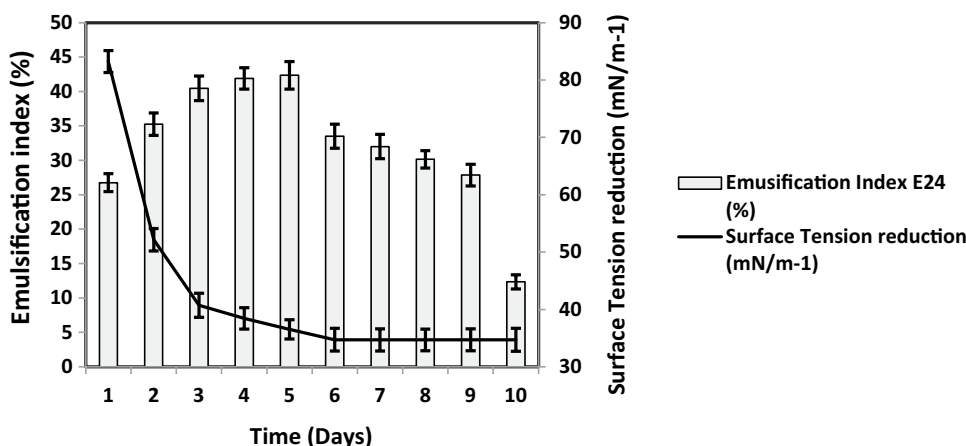 Emulsification index (%)
50
45
40
35
30
25
20
15
10
5
0
90
80
70
60
50
40
30
Surface Tension reduction (mN/m-1)
1 2 3 4 5 6 7 8 9 10
Time (Days)
Emusification Index E24
(%)
Surface Tension reduction
(mN/m-1)